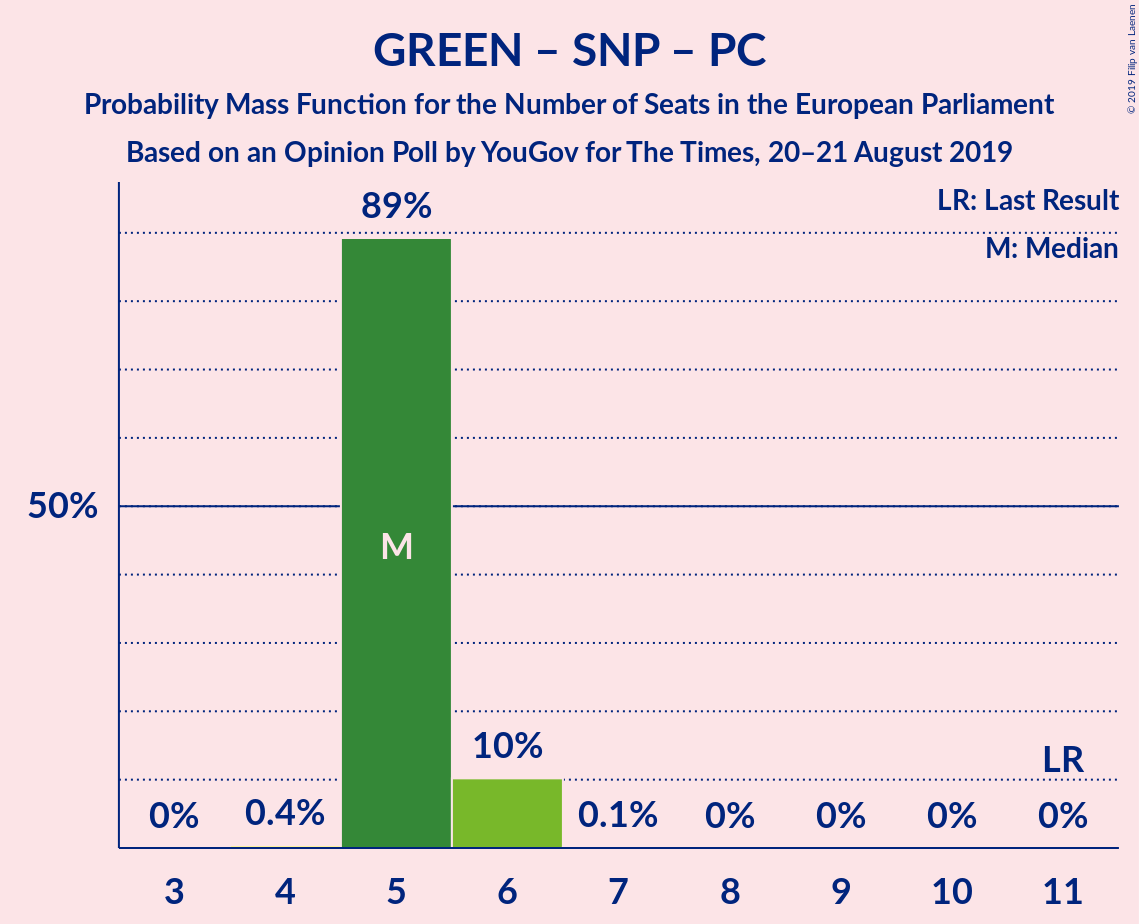 GREEN – SNP – PC
Probability Mass Function for the Number of Seats in the European Parliament
Based on an Opinion Poll by YouGov for The Times, 20–21 August 2019
© 2019 Filip van Laenen
LR: Last Result
M: Median
89%
50%
M
10%
LR
0%
0.4%
0.1%
0%
0%
0%
0%
3 4 5 6 7 8 9 10 11